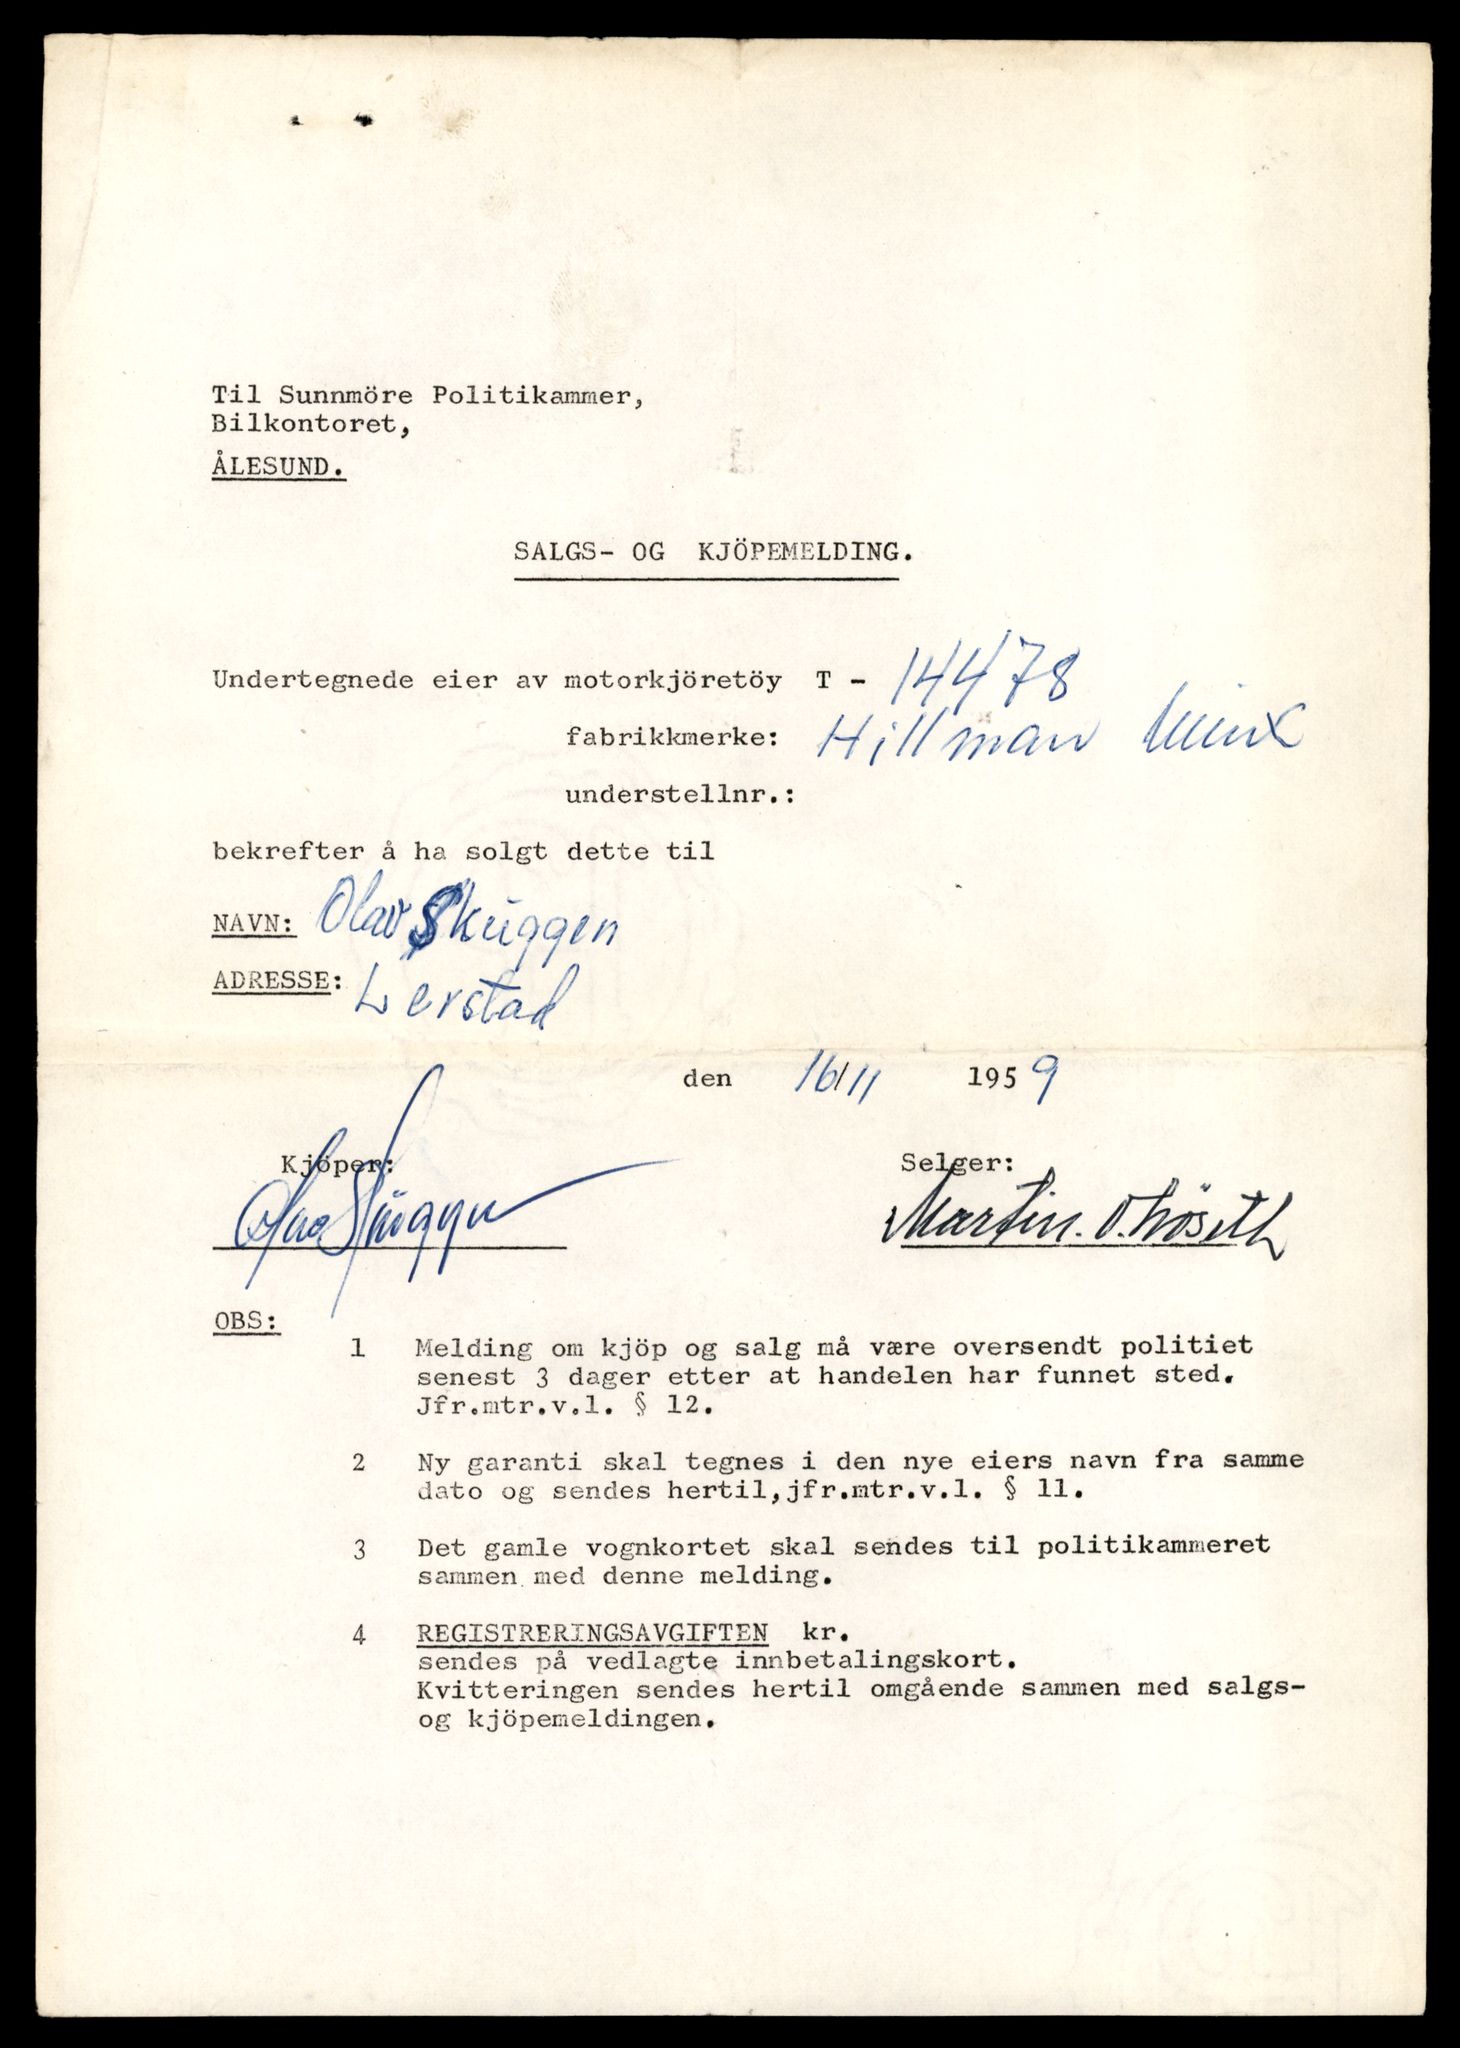 Til Sunnmöre Politikammer,
Bilkontoret,
ÅLESUND.
SALGS- OG KJÖPEMELDING.
Undertegnede eier av motorkjöretöy T - 14478
fabrikkmerke: Hillman Minx
understellnr.:
bekrefter å ha solgt dette til
NAVN: Olav Skuggen
ADRESSE: Lerstad
den 16/11 1959
Kjöper: Selger:
Olav Skuggen Martin. O. Löseth
OBS:
1 Melding om kjöp og salg må være oversendt politiet
senest 3 dager etter at handelen har funnet sted.
Jfr.mtr.v.l. § 12.
2 Ny garanti skal tegnes i den nye eiers navn fra samme
dato og sendes hertil,jfr.mtr.v.l. § 11.
3 Det gamle vognkortet skal sendes til politikammeret
sammen med denne melding.
4 REGISTRERINGSAVGIFTEN kr.
sendes på vedlagte innbetalingskort.
Kvitteringen sendes hertil omgående sammen med salgs-
og kjöpemeldingen.